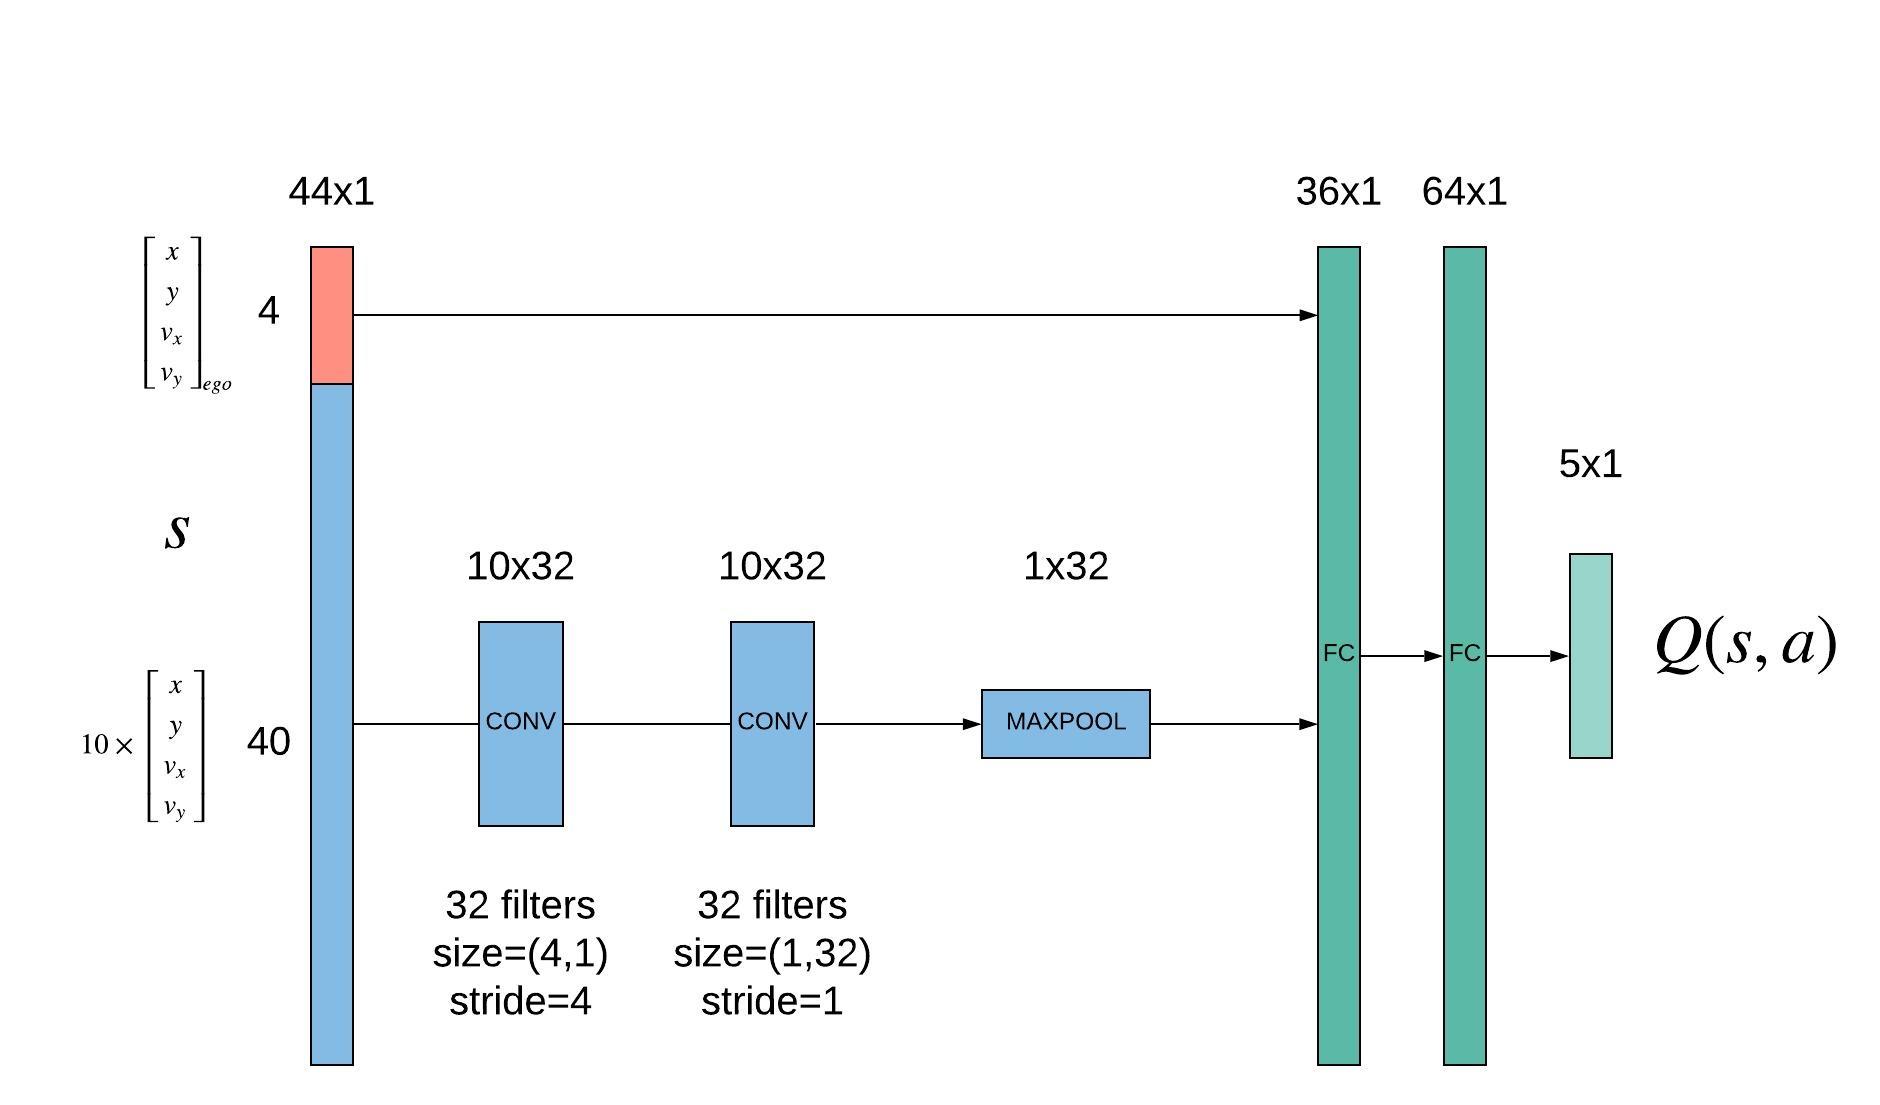 44x1
36x1
64x1
x
y
v_x
v_y
ego
4
5x1
s
10x32
10x32
1x32
Q(s, a)
FC
FC
CONV
CONV
MAXPOOL
10 ×
x
y
v_x
v_y
40
32 filters
size=(4,1)
stride=4
32 filters
size=(1,32)
stride=1